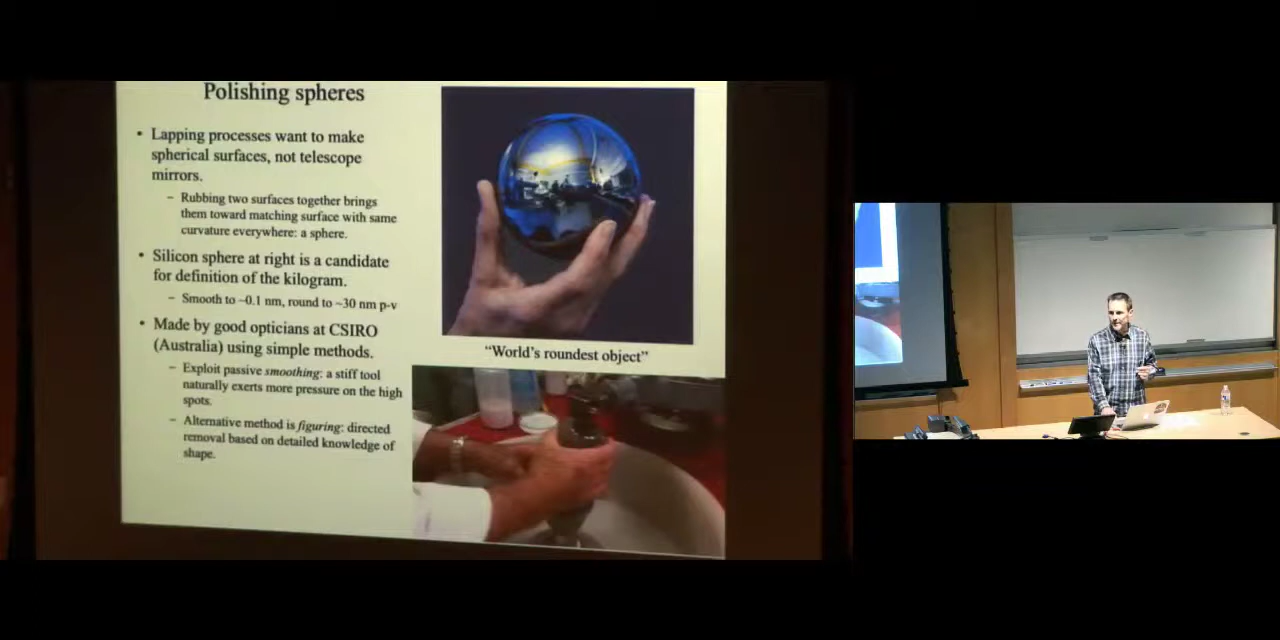 Polishing spheres
• Lapping processes want to make
spherical surfaces, not telescope
mirrors.
– Rubbing two surfaces together brings
them toward matching surface with same
curvature everywhere: a sphere.
• Silicon sphere at right is a candidate
for definition of the kilogram.
– Smooth to ~0.1 nm, round to ~30 nm p-v
• Made by good opticians at CSIRO
(Australia) using simple methods.
– Exploit passive smoothing: a stiff tool
naturally exerts more pressure on the high
spots.
– Alternative method is figuring: directed
removal based on detailed knowledge of
shape.
"World's roundest object"